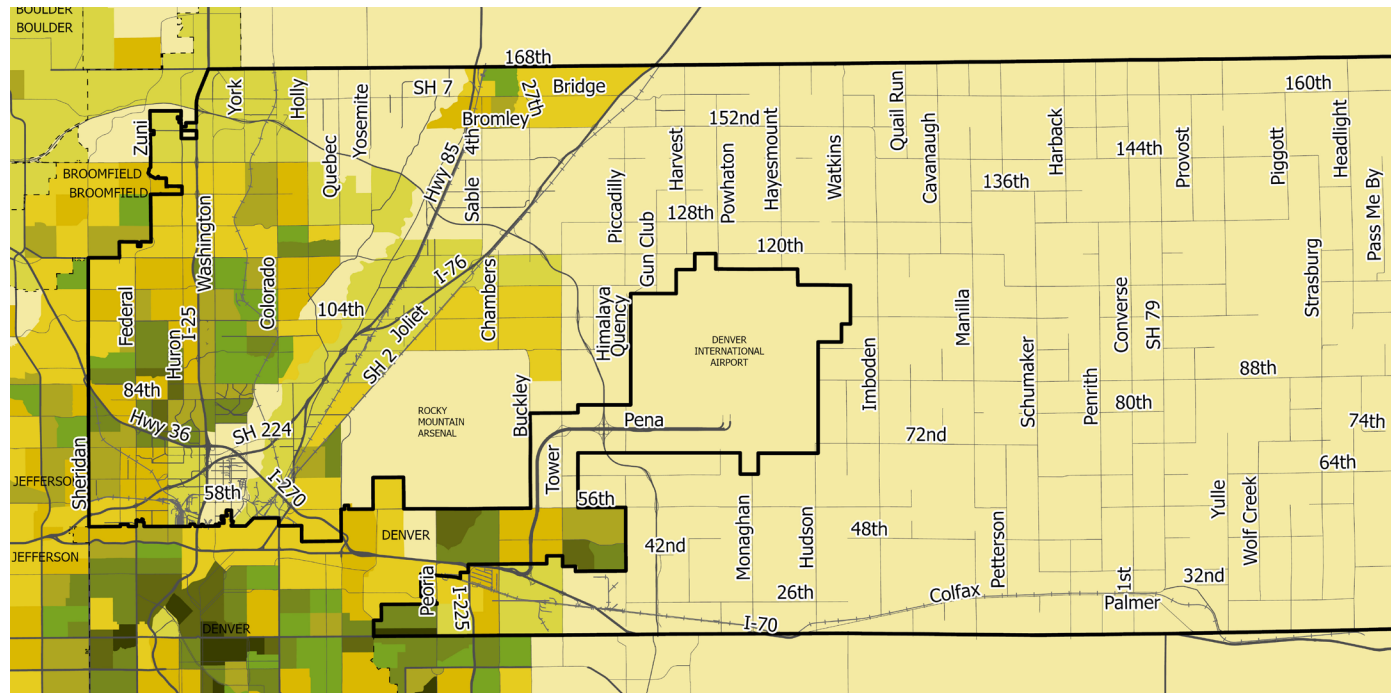 BOULDER
BOULDER
168th
York
Holly
SH 7
27th
Bridge
Quail Run
160th
Yosemite
Bromley
152nd
Hayesmount
Headlight
Zuni
Quebec
Hwy 85
4th
Harvest
Watkins
Cavanaugh
Harback
144th
Provost
Piggott
BROOMFIELD
BROOMFIELD
Sable
Piccadilly
Powhaton
136th
Pass Me By
128th
Washington
Gun Club
120th
I-76
Strasburg
Federal
Colorado
104th
Chambers
Himalaya
Quency
Manilla
Converse
SH 79
I-25
Joliet
Huron
SH 2
DENVER
INTERNATIONAL
AIRPORT
Imboden
Schumaker
88th
84th
Penrith
80th
ROCKY
MOUNTAIN
ARSENAL
Buckley
Hwy 36
SH 224
Pena
72nd
74th
Sheridan
JEFFERSON
I-270
Tower
64th
58th
56th
Yulle
Wolf Creek
DENVER
42nd
Monaghan
Hudson
48th
Petterson
JEFFERSON
Peoria
I-225
26th
Colfax
1st
32nd
Palmer
DENVER
I-70